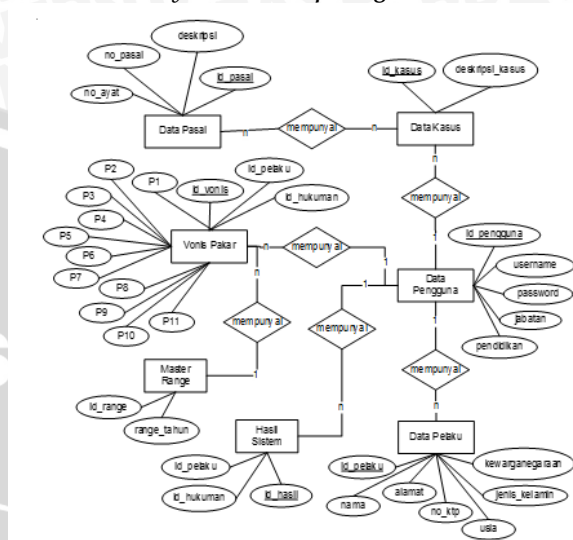 deskripsi
no_pasal
id_pasal
no_ayat
Data Pasal
n
mempunyai
n
id_kasus
deskripsi_kasus
Data Kasus
n
mempunyai
1
P2
P1
id_pelaku
P3
id_vonis
id_hukuman
P4
P5
Vonis Pakar
P6
P7
P8
P9
P10
P11
n
mempunyai
1
n
mempunyai
1
Master
Range
id_range
range_tahun
id_pengguna
username
password
jabatan
pendidikan
Data
Pengguna
1
mempunyai
n
Hasil
Sistem
id_pelaku
id_hukuman
id_hasil
1
mempunyai
n
Data Pelaku
id_pelaku
nama
alamat
no_ktp
usia
jenis_kelamin
kewarganegaraan